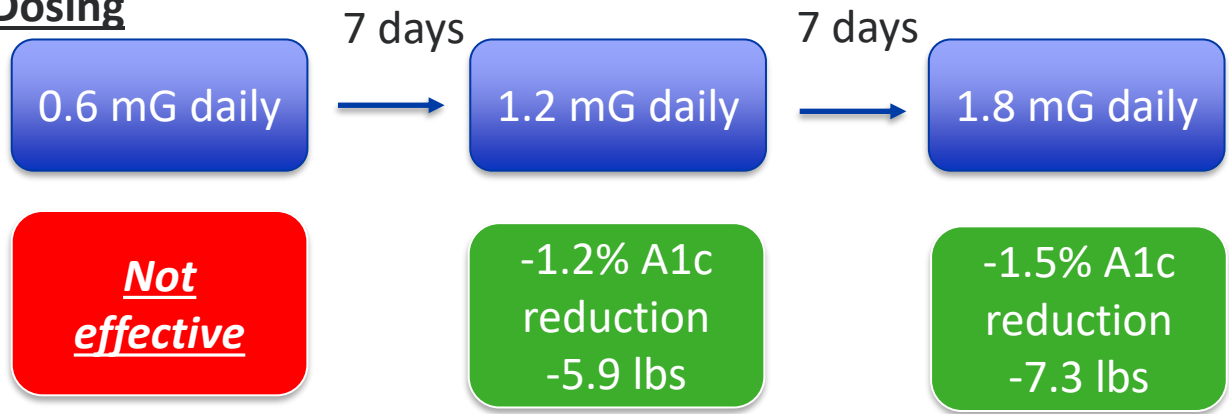 Dosing
7 days
7 days
0.6 mG daily
1.2 mG daily
1.8 mG daily
Not
effective
-1.2% A1c
reduction
-5.9 lbs
-1.5% A1c
reduction
-7.3 lbs